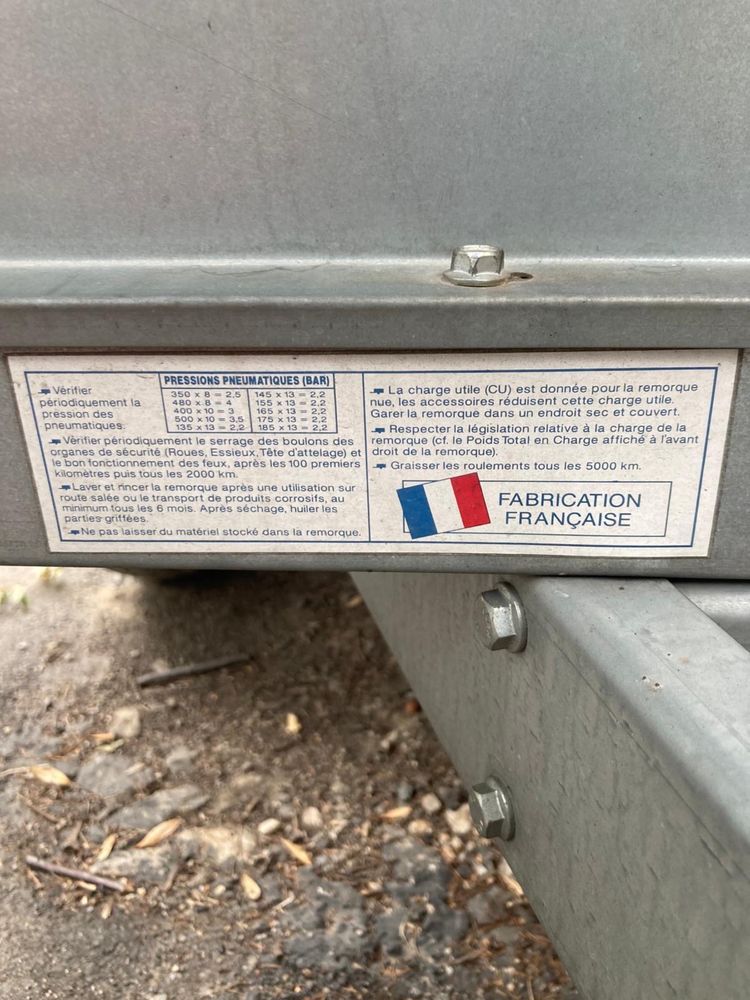 Vérifier
périodiquement la
pression des
pneumatiques.
PRESSIONS PNEUMATIQUES (BAR)
350 x 8 = 2,5 145 x 13 = 2,2
480 x 8 = 4 155 x 13 = 2,2
400 x 10 = 3 165 x 13 = 2,2
500 x 10 = 3,5 175 x 13 = 2,2
135 x 13 = 2,2 185 x 13 = 2,2
Vérifier périodiquement le serrage des boulons des
organes de sécurité (Roues, Essieux, Tête d'attelage) et
le bon fonctionnement des feux, après les 100 premiers
kilomètres puis tous les 2000 km.
Laver et rincer la remorque après une utilisation sur
route salée ou le transport de produits corrosifs, au
minimum tous les 6 mois. Après séchage, huiler les
parties griffées.
Ne pas laisser du matériel stocké dans la remorque.
La charge utile (CU) est donnée pour la remorque
nue, les accessoires réduisent cette charge utile.
Garer la remorque dans un endroit sec et couvert.
Respecter la législation relative à la charge de la
remorque (cf. le Poids Total en Charge affiché à l'avant
droit de la remorque).
Graisser les roulements tous les 5000 km.
FABRICATION
FRANÇAISE